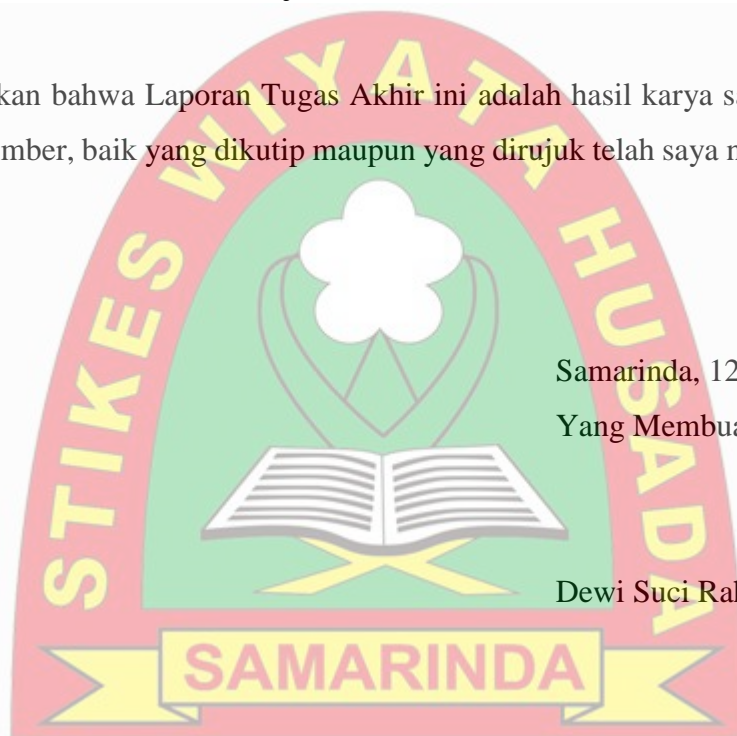 kan bahwa Laporan Tugas Akhir ini adalah hasil karya sa
mber, baik yang dikutip maupun yang dirujuk telah saya
Samarinda, 12
Yang Membua
Dewi Suci Ra
STIKES WIYATA HUSADA
SAMARINDA